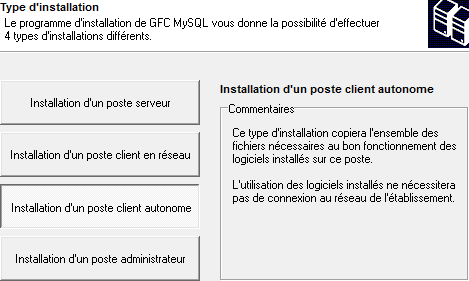 Type d'installation
Le programme d'installation de GFC MySQL vous donne la possibilité d'effectuer
4 types d'installations différents.
Installation d'un poste serveur
Installation d'un poste client en réseau
Installation d'un poste client autonome
Installation d'un poste administrateur
Installation d'un poste client autonome
Commentaires
Ce type d'installation copiera l'ensemble des
fichiers nécessaires au bon fonctionnement des
logiciels installés sur ce poste.
L'utilisation des logiciels installés ne nécessitera
pas de connexion au réseau de l'établissement.